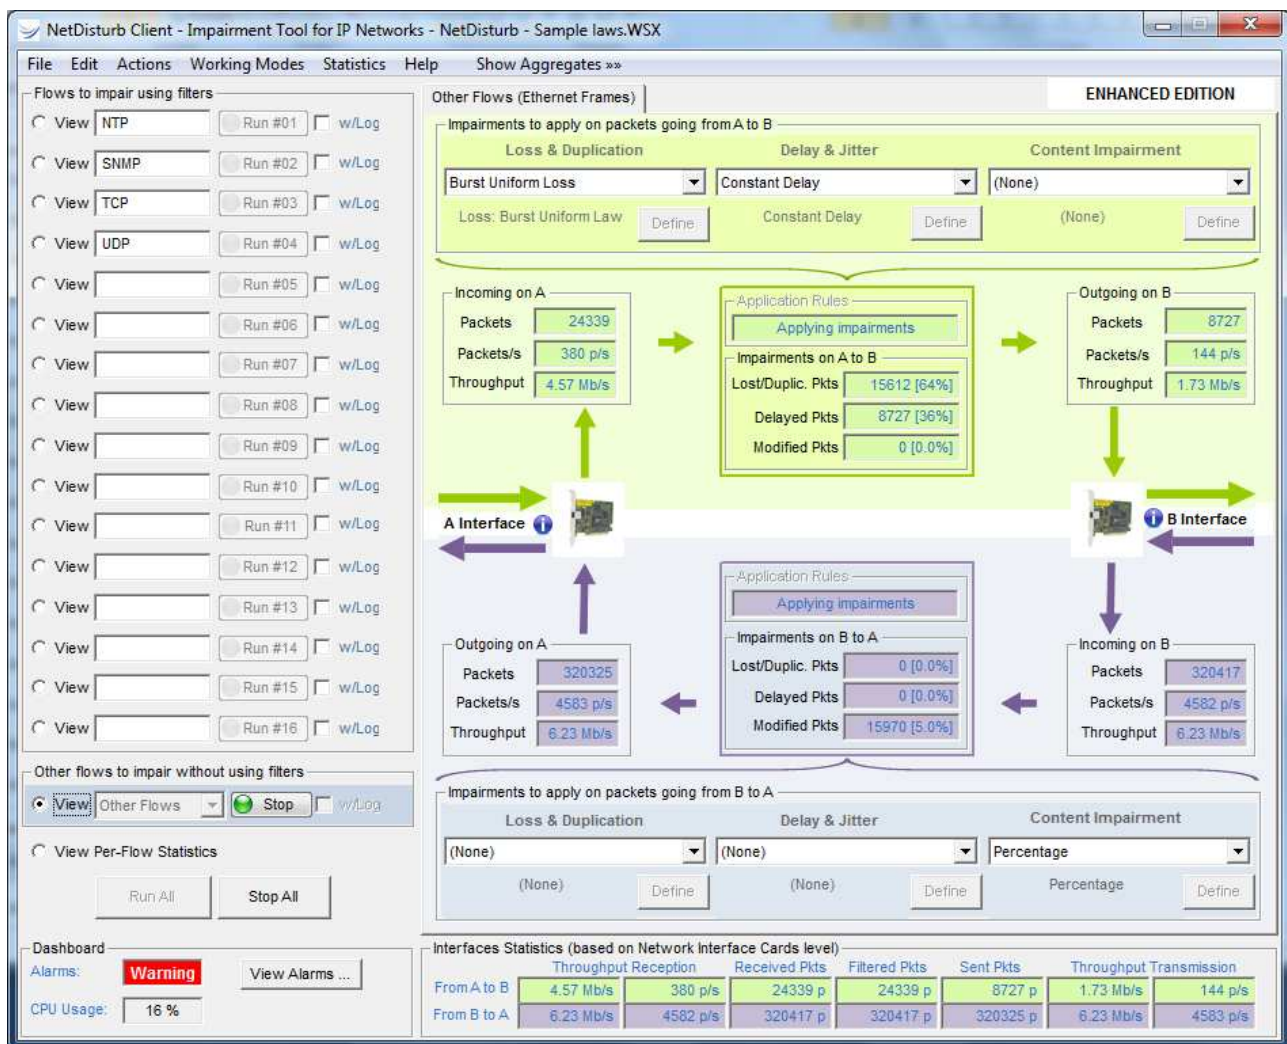 NetDisturb Client - Impairment Tool for IP Networks - NetDisturb - Sample laws.WSX
File Edit Actions Working Modes Statistics Help Show Aggregates »»
Flows to impair using filters
View NTP Run #01 w/Log
View SNMP Run #02 w/Log
View TCP Run #03 w/Log
View UDP Run #04 w/Log
View Run #05 w/Log
View Run #06 w/Log
View Run #07 w/Log
View Run #08 w/Log
View Run #09 w/Log
View Run #10 w/Log
View Run #11 w/Log
View Run #12 w/Log
View Run #13 w/Log
View Run #14 w/Log
View Run #15 w/Log
View Run #16 w/Log
Other flows to impair without using filters
View Other Flows Stop w/Log
View Per-Flow Statistics
Run All Stop All
Dashboard
Alarms: Warning View Alarms ...
CPU Usage: 16 %
Other Flows (Ethernet Frames) ENHANCED EDITION
Impairments to apply on packets going from A to B
Loss & Duplication Delay & Jitter Content Impairment
Burst Uniform Loss Constant Delay (None)
Loss: Burst Uniform Law Define Constant Delay Define (None) Define
Incoming on A
Packets 24339
Packets/s 380 p/s
Throughput 4.57 Mb/s
Application Rules
Applying impairments
Impairments on A to B
Lost/Duplic. Pkts 15612 [64%]
Delayed Pkts 8727 [36%]
Modified Pkts 0 [0.0%]
Outgoing on B
Packets 8727
Packets/s 144 p/s
Throughput 1.73 Mb/s
A Interface i i B Interface
Outgoing on A
Packets 320325
Packets/s 4583 p/s
Throughput 6.23 Mb/s
Application Rules
Applying impairments
Impairments on B to A
Lost/Duplic. Pkts 0 [0.0%]
Delayed Pkts 0 [0.0%]
Modified Pkts 15970 [5.0%]
Incoming on B
Packets 320417
Packets/s 4582 p/s
Throughput 6.23 Mb/s
Impairments to apply on packets going from B to A
Loss & Duplication Delay & Jitter Content Impairment
(None) (None) Percentage
(None) Define (None) Define Percentage Define
Interfaces Statistics (based on Network Interface Cards level)
Throughput Reception Received Pkts Filtered Pkts Sent Pkts Throughput Transmission
From A to B 4.57 Mb/s 380 p/s 24339 p 24339 p 8727 p 1.73 Mb/s 144 p/s
From B to A 6.23 Mb/s 4582 p/s 320417 p 320417 p 320325 p 6.23 Mb/s 4583 p/s